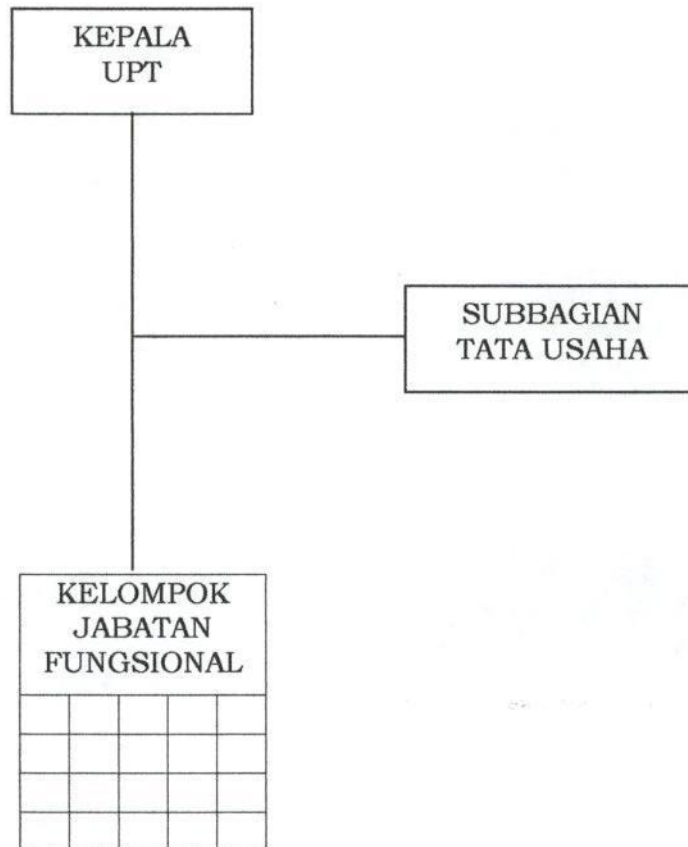 KEPALA
UPT
SUBBAGIAN
TATA USAHA
KELOMPOK
JABATAN
FUNGSIONAL